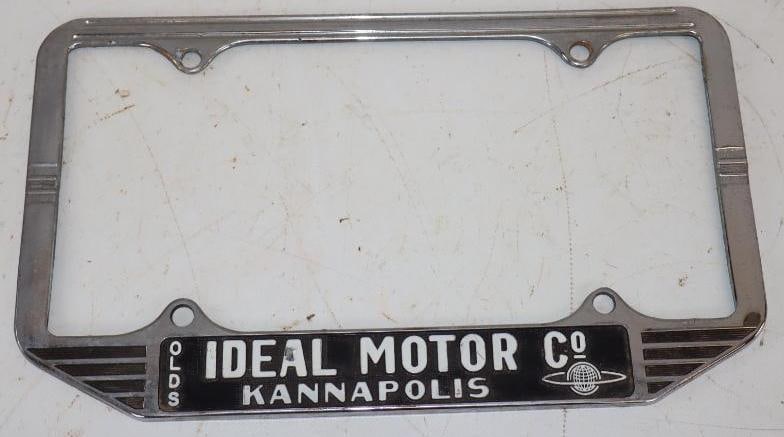 OLDS
IDEAL MOTOR Cº
KANNAPOLIS